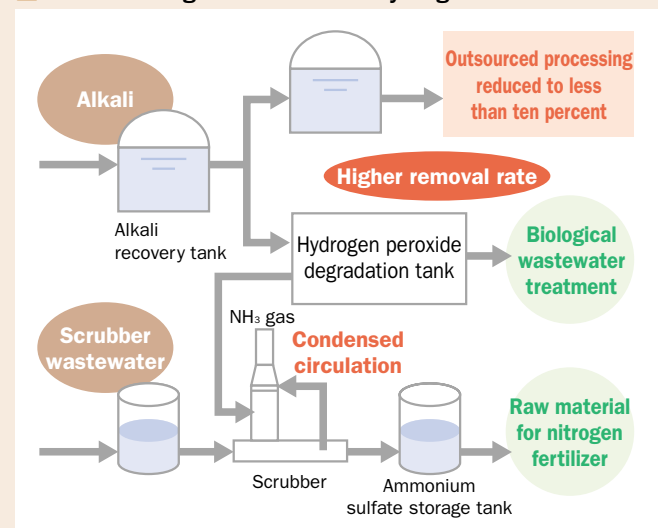 Alkali
Outsourced processing
reduced to less
than ten percent
Higher removal rate
Alkali
recovery tank
Hydrogen peroxide
degradation tank
Biological
wastewater
treatment
NH₃ gas
Scrubber
wastewater
Condensed
circulation
Raw material
for nitrogen
fertilizer
Scrubber
Ammonium
sulfate storage tank